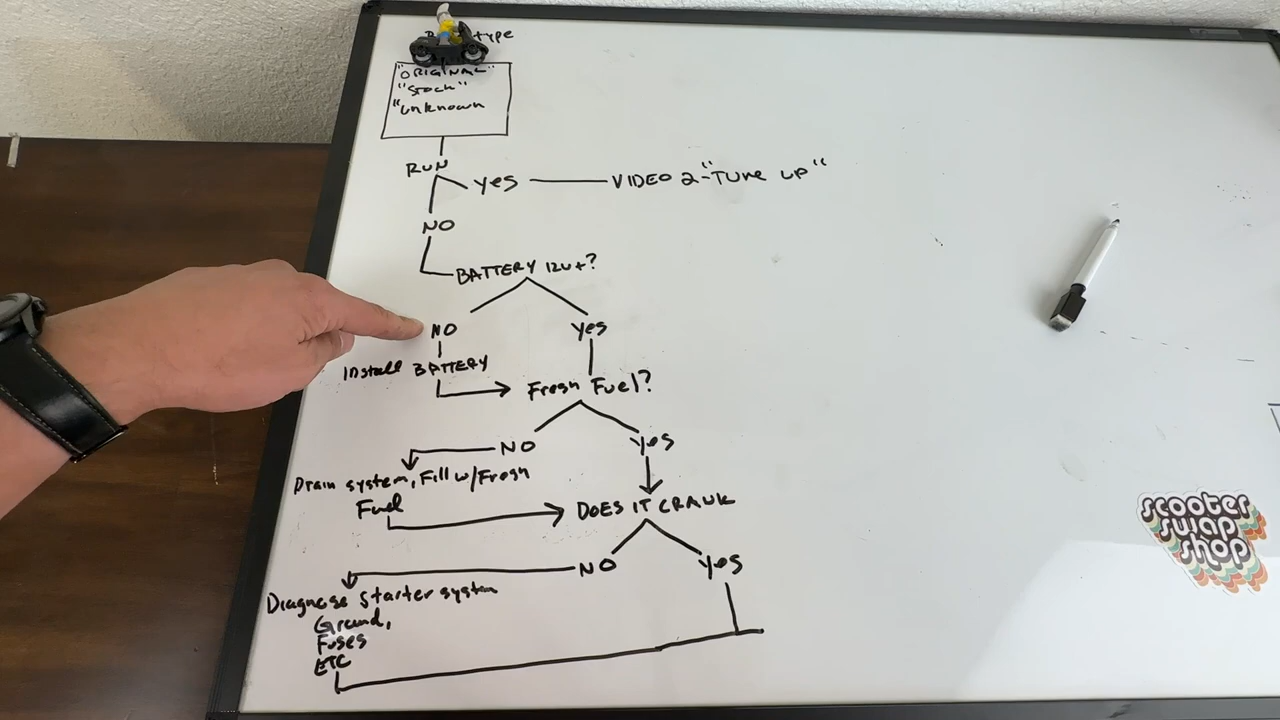 type
"ORIGINAL"
"Stock"
"Unknown
RUN
yes
VIDEO 2-"Tune up"
NO
BATTERY 12v+?
NO
yes
Install BATTERY
Fresh Fuel?
NO
yes
Drain system, Fill w/Fresh
Fuel
DOES IT CRANK
NO
yes
Diagnose Starter system
Ground,
Fuses
ETC
scooter
swap
shop